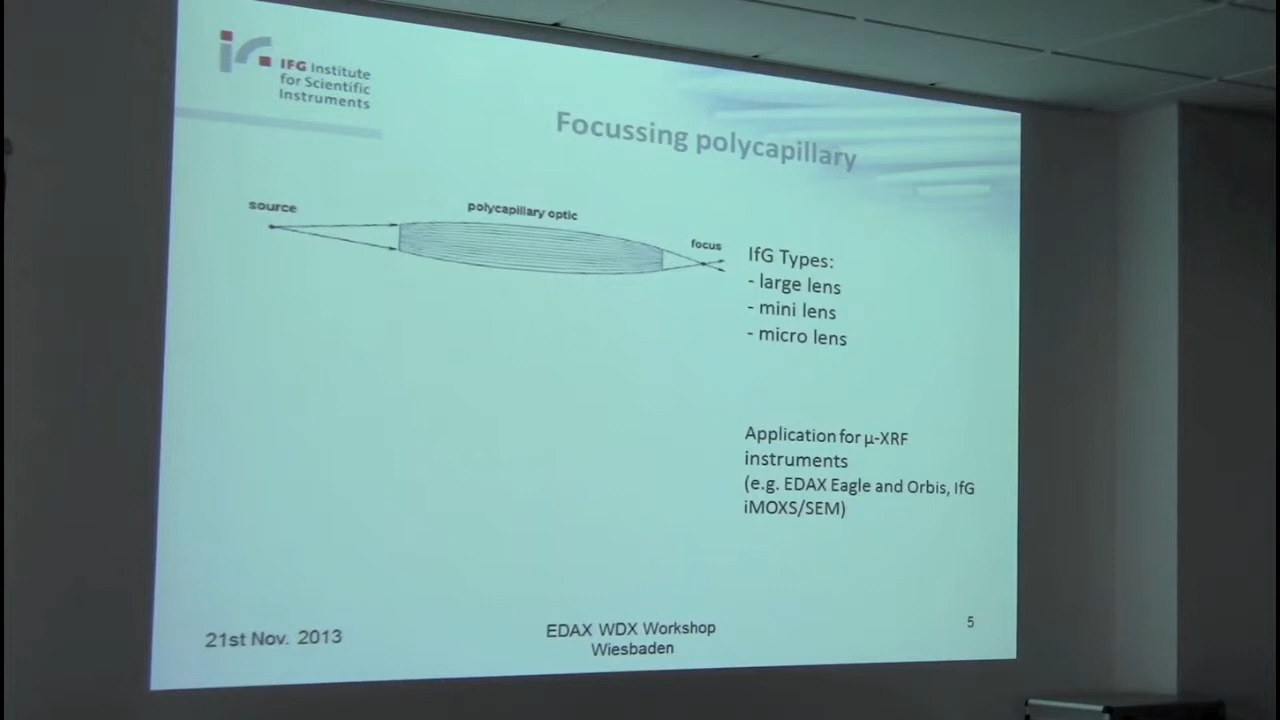 IFG Institute
for Scientific
Instruments
Focussing polycapillary
source
polycapillary optic
focus
IfG Types:
- large lens
- mini lens
- micro lens
Application for µ-XRF
instruments
(e.g. EDAX Eagle and Orbis, IfG
iMOXS/SEM)
21st Nov. 2013
EDAX WDX Workshop
Wiesbaden
5